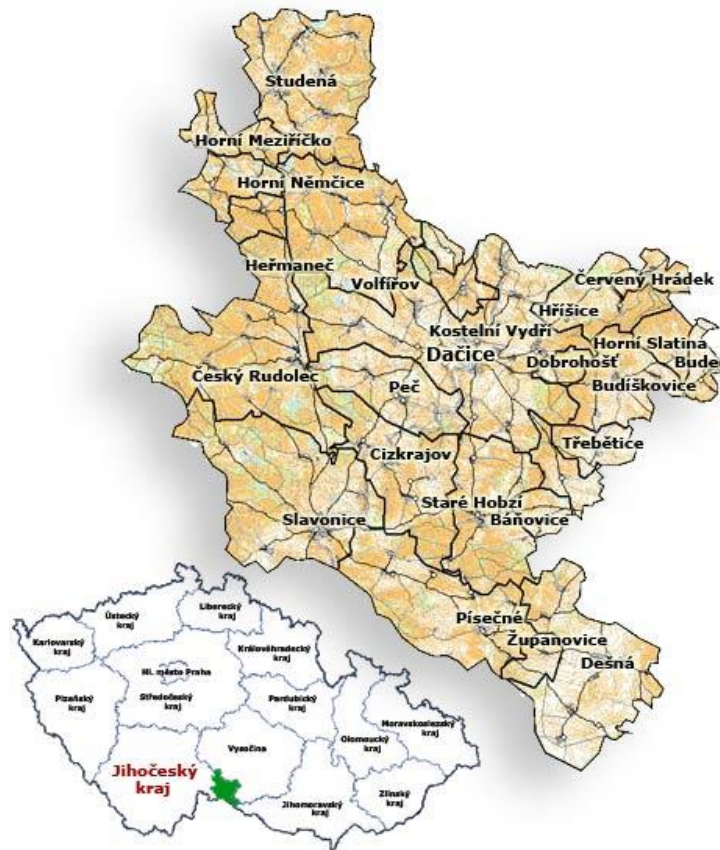 Studená
Horní Meziříčko
Horní Němčice
Heřmaneč
Volfířov
Červený Hrádek
Hříšice
Kostelní Vydří
Horní Slatina
Dačice
Dobrohošť
Bude
Český Rudolec
Peč
Budíškovice
Třebětice
Cizkrajov
Staré Hobzí
Slavonice
Báňovice
Písečné
Županovice
Dešná
Ústecký
kraj
Liberecký
kraj
Karlovarský
kraj
Královéhradecký
kraj
Hl. město Praha
Plzeňský
kraj
Středočeský
kraj
Pardubický
kraj
Moravskoslezský
kraj
Olomoucký
kraj
Vysočina
Jihočeský
kraj
Zlínský
kraj
Jihomoravský
kraj